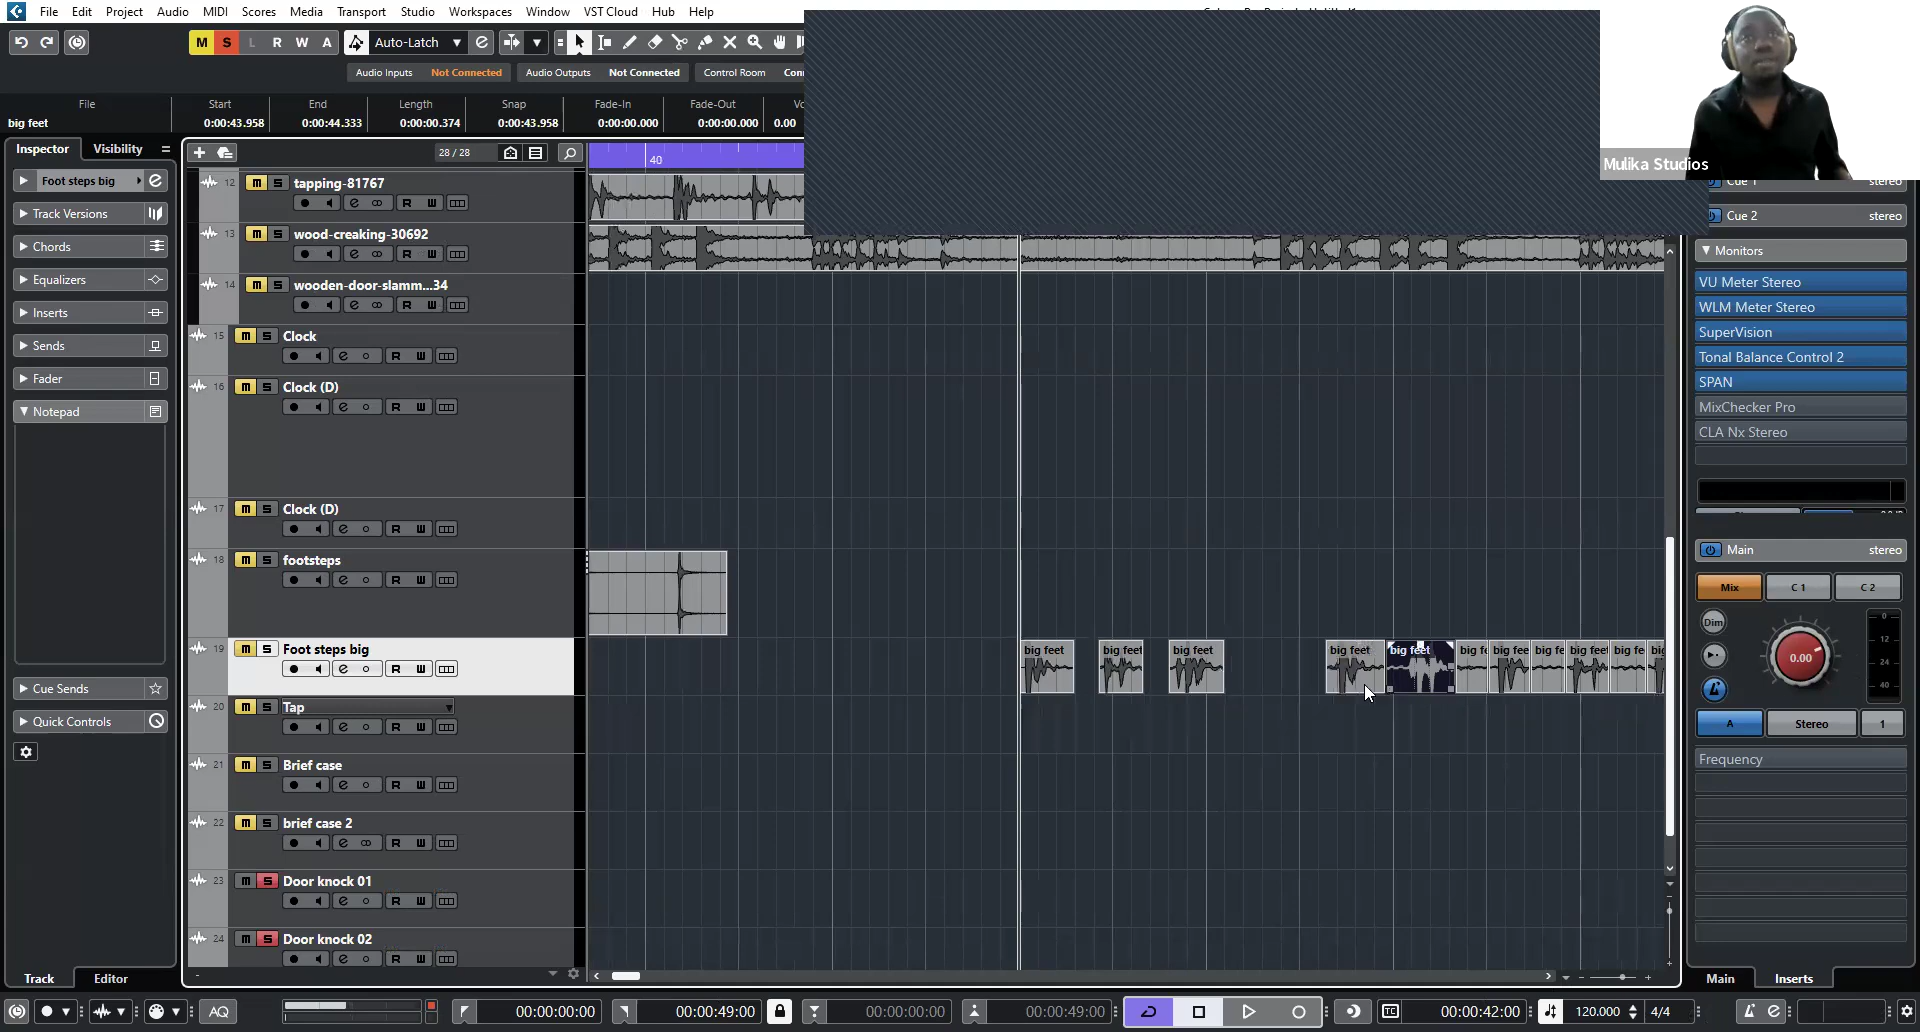 File Edit Project Audio MIDI Scores Media Transport Studio Workspaces Window VST Cloud Hub Help
M S L R W A Auto-Latch
Audio Inputs Not Connected Audio Outputs Not Connected Control Room
File Start End Length Snap Fade-In Fade-Out
big feet 0:00:43.958 0:00:44.333 0:00:00.374 0:00:43.958 0:00:00.000 0:00:00.000 0.00
Mulika Studios
Inspector Visibility
28 / 28
40
Foot steps big
Track Versions
Chords
Equalizers
Inserts
Sends
Fader
Notepad
Cue Sends
Quick Controls
12 m S tapping-81767
R W
13 m S wood-creaking-30692
R W
14 m S wooden-door-slamm...34
R W
15 m S Clock
R W
16 m S Clock (D)
R W
17 m S Clock (D)
R W
18 m S footsteps
R W
19 m S Foot steps big
R W
big feet big feet big feet big feet big feet
20 m S Tap
R W
21 m S Brief case
R W
22 m S brief case 2
R W
23 m S Door knock 01
R W
24 m S Door knock 02
Cue 1 stereo
Cue 2 stereo
Monitors
VU Meter Stereo
WLM Meter Stereo
SuperVision
Tonal Balance Control 2
SPAN
MixChecker Pro
CLA Nx Stereo
Main stereo
Mix C 1 C 2
Dim
0
12
24
40
0.00
A Stereo 1
Frequency
Track Editor
Main Inserts
AQ 00:00:00:00 00:00:49:00 00:00:00:00 00:00:49:00 TC 00:00:42:00 120.000 4/4